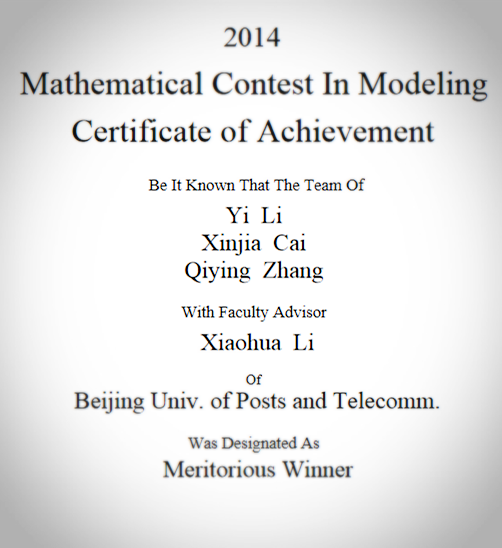 2014
Mathematical Contest In Modeling
Certificate of Achievement
Be It Known That The Team Of
Yi Li
Xinjia Cai
Qiying Zhang
With Faculty Advisor
Xiaohua Li
Of
Beijing Univ. of Posts and Telecomm.
Was Designated As
Meritorious Winner